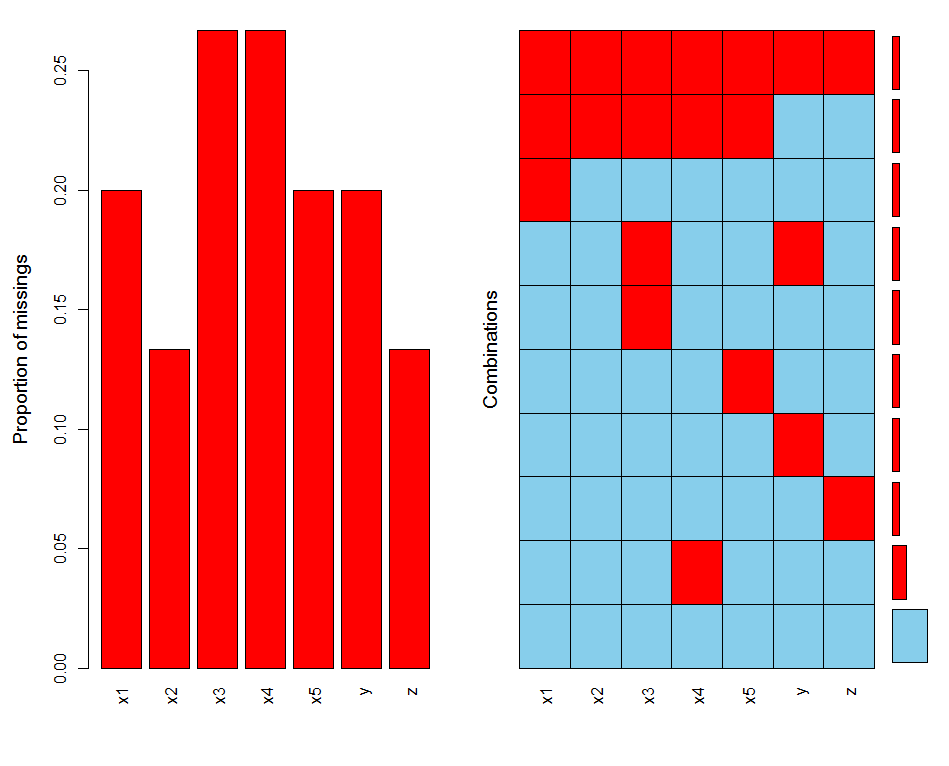 Proportion of missings
0.25
0.20
0.15
0.10
0.05
0.00
x1 x2 x3 x4 x5 y z
Combinations
x1 x2 x3 x4 x5 y z